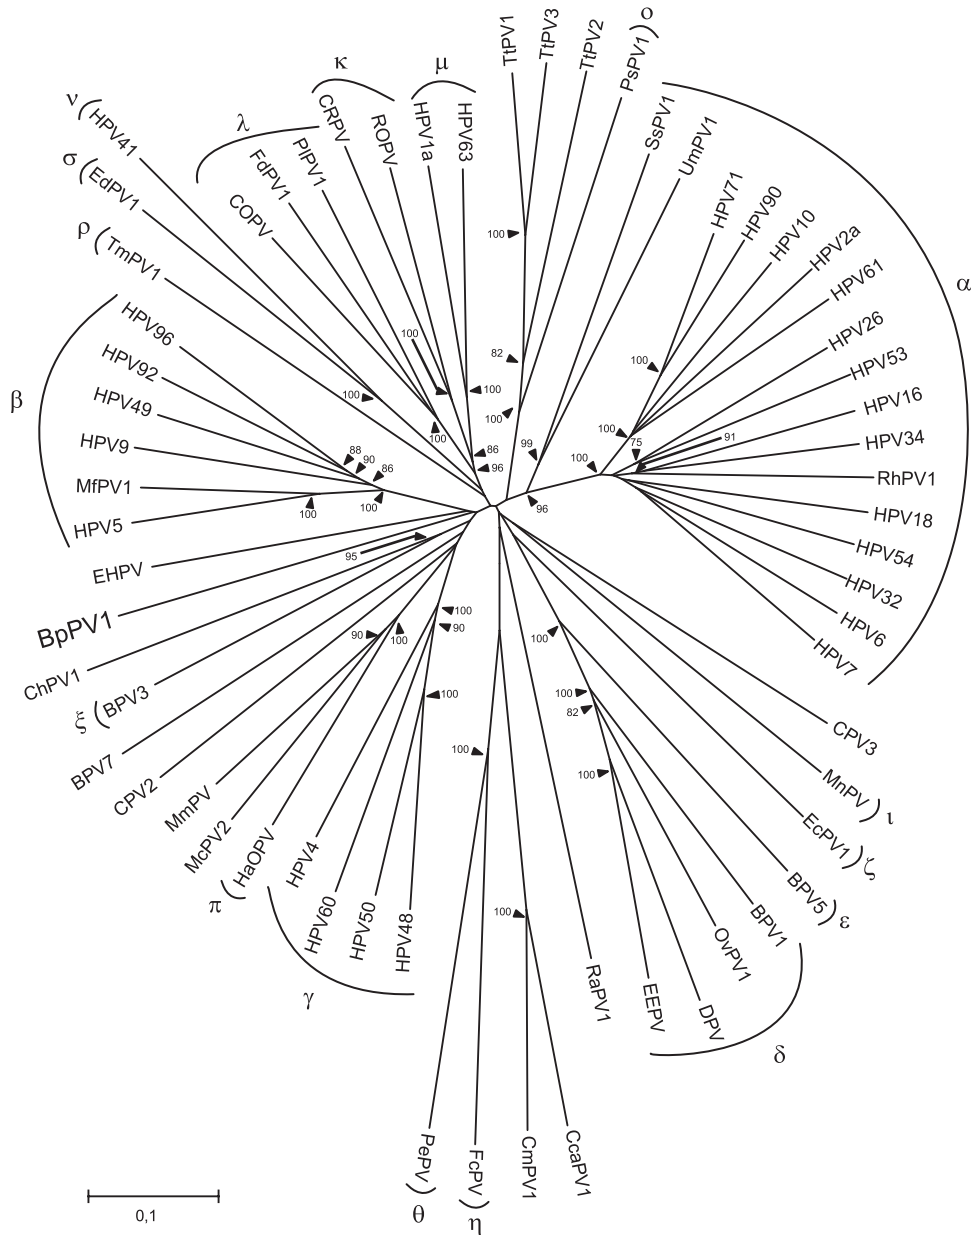 TtPV1
TtPV3
TtPV2
PsPV1)
ο
SsPV1
UmPV1
α
HPV71
HPV90
HPV10
HPV2a
HPV61
HPV26
HPV53
HPV16
HPV34
RhPV1
HPV18
HPV54
HPV32
HPV6
HPV7
CPV3
MnPV)
ι
EcPV1)
ζ
BPV5)
ε
BPV1
OvPV1
DPV
EEPV
δ
RaPV1
CcaPV1
CmPV1
FcPV)
η
PePV)
θ
HPV48
HPV50
HPV60
HPV4
γ
(HaOPV
π
McPV2
MmPV
CPV2
BPV7
ξ
(BPV3
ChPV1
BpPV1
EHPV
HPV5
MfPV1
HPV9
HPV49
HPV92
HPV96
β
ρ
(TmPV1
σ
(EdPV1
ν
(HPV41
COPV
FdPV1
PlPV1
λ
CRPV
ROPV
κ
HPV1a
HPV63
μ
100
82
100
99
96
100
100
100
75
91
100
100
100
86
96
100
100
88
90
86
100
100
95
100
90
90
100
100
100
100
100
100
82
100
0,1